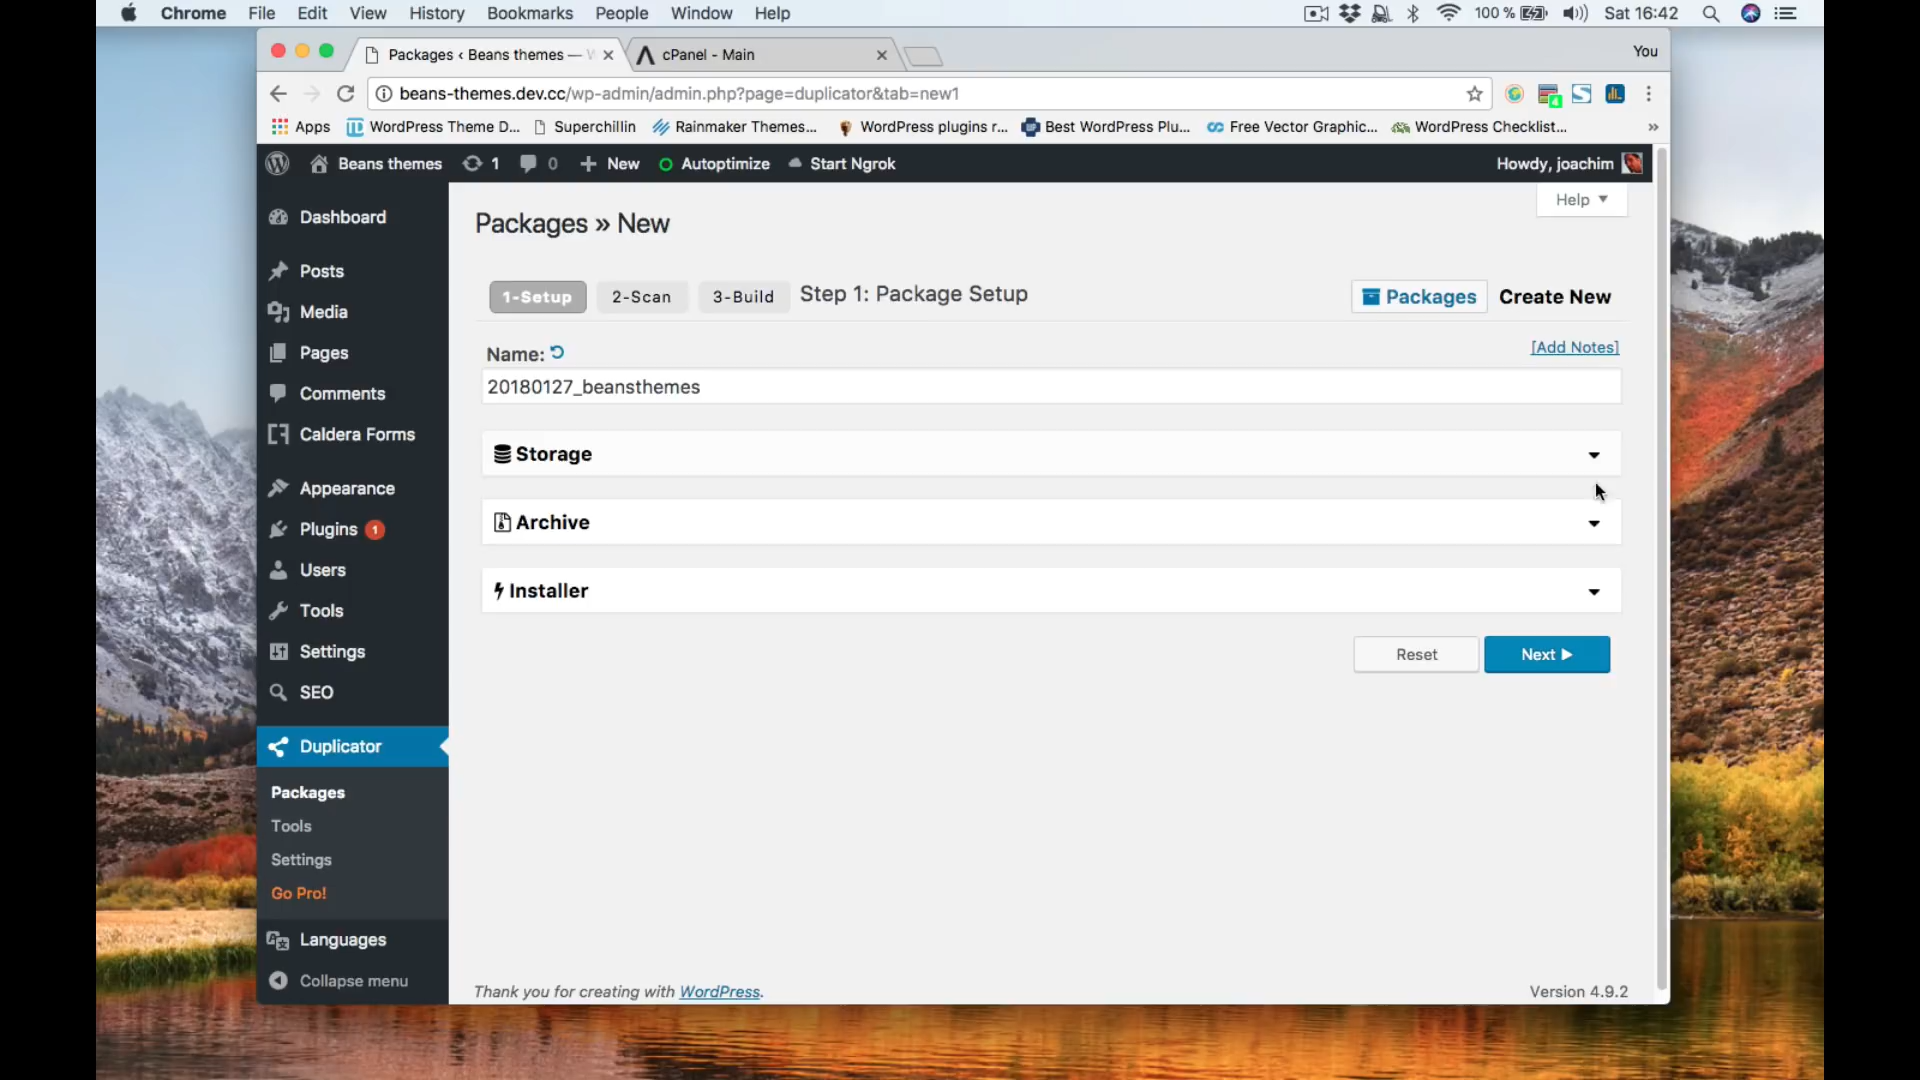 Chrome File Edit View History Bookmarks People Window Help 100 % Sat 16:42
Packages ‹ Beans themes — cPanel - Main You
beans-themes.dev.cc/wp-admin/admin.php?page=duplicator&tab=new1
Apps WordPress Theme D... Superchillin Rainmaker Themes... WordPress plugins r... Best WordPress Plu... Free Vector Graphic... WordPress Checklist... »
Beans themes 1 0 New Autoptimize Start Ngrok Howdy, joachim
Help
Dashboard
Posts
Media
Pages
Comments
Caldera Forms
Appearance
Plugins 1
Users
Tools
Settings
SEO
Duplicator
Packages
Tools
Settings
Go Pro!
Languages
Collapse menu
Packages » New
1-Setup 2-Scan 3-Build Step 1: Package Setup Packages Create New
Name: [Add Notes]
20180127_beansthemes
Storage
Archive
Installer
Reset Next
Thank you for creating with WordPress. Version 4.9.2